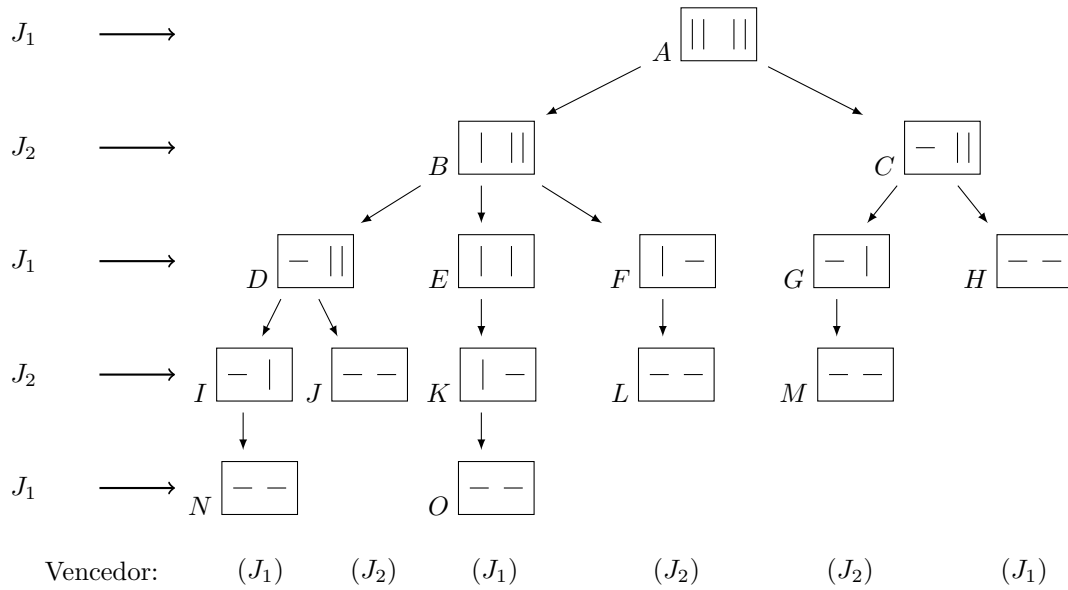 J₁ A
J₂ B C
J₁ D E F G H
J₂ I J K L M
J₁ N O
Vencedor: (J₁) (J₂) (J₁) (J₂) (J₂) (J₁)